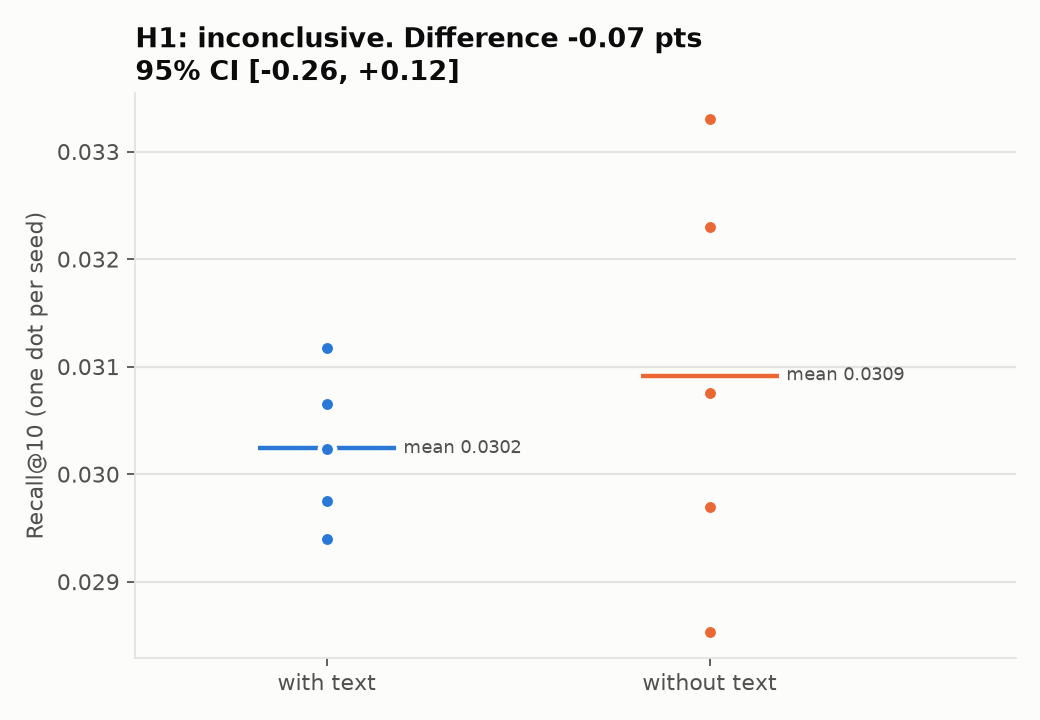 H1: inconclusive. Difference -0.07 pts
95% CI [-0.26, +0.12]
Recall@10 (one dot per seed)
0.033
0.032
0.031
0.030
0.029
mean 0.0302
mean 0.0309
with text
without text